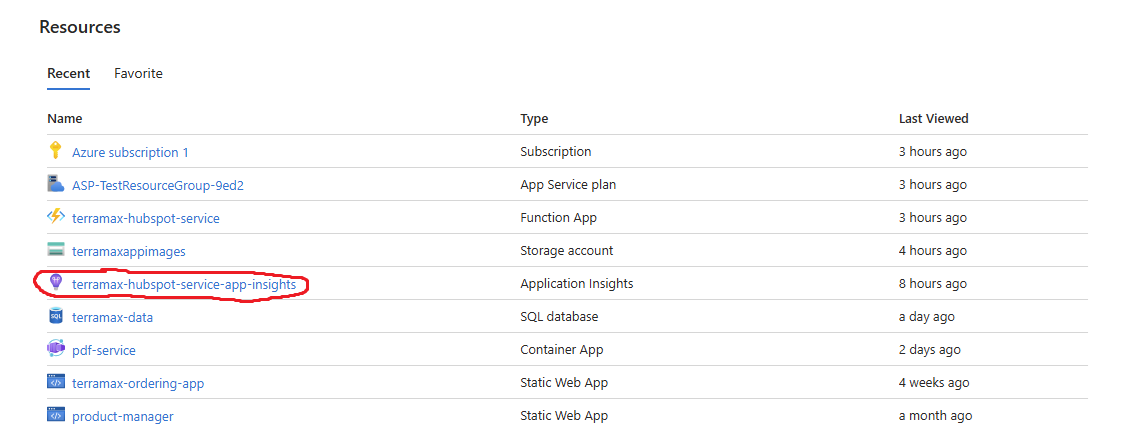 Resources
Recent Favorite
Name Type Last Viewed
Azure subscription 1 Subscription 3 hours ago
ASP-TestResourceGroup-9ed2 App Service plan 3 hours ago
terramax-hubspot-service Function App 3 hours ago
terramaxappimages Storage account 4 hours ago
terramax-hubspot-service-app-insights Application Insights 8 hours ago
SQL terramax-data SQL database a day ago
pdf-service Container App 2 days ago
terramax-ordering-app Static Web App 4 weeks ago
product-manager Static Web App a month ago